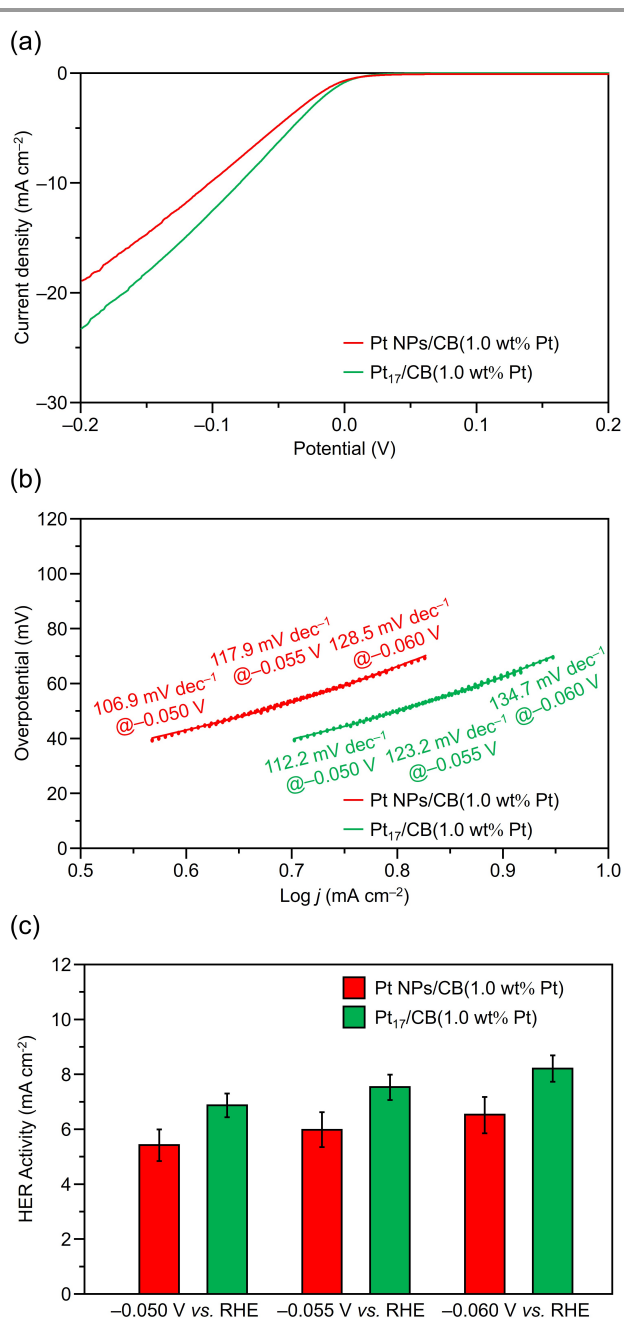 (a)
0
–10
–20
–30
Current density (mA cm⁻²)
Pt NPs/CB(1.0 wt% Pt)
Pt₁₇/CB(1.0 wt% Pt)
–0.2
–0.1
0.0
0.1
0.2
Potential (V)
(b)
120
100
80
60
40
20
0
Overpotential (mV)
106.9 mV dec⁻¹
@–0.050 V
117.9 mV dec⁻¹
@–0.055 V
128.5 mV dec⁻¹
@–0.060 V
112.2 mV dec⁻¹
@–0.050 V
123.2 mV dec⁻¹
@–0.055 V
134.7 mV dec⁻¹
@–0.060 V
Pt NPs/CB(1.0 wt% Pt)
Pt₁₇/CB(1.0 wt% Pt)
0.5
0.6
0.7
0.8
0.9
1.0
Log j (mA cm⁻²)
(c)
12
10
8
6
4
2
0
HER Activity (mA cm⁻²)
Pt NPs/CB(1.0 wt% Pt)
Pt₁₇/CB(1.0 wt% Pt)
–0.050 V vs. RHE
–0.055 V vs. RHE
–0.060 V vs. RHE